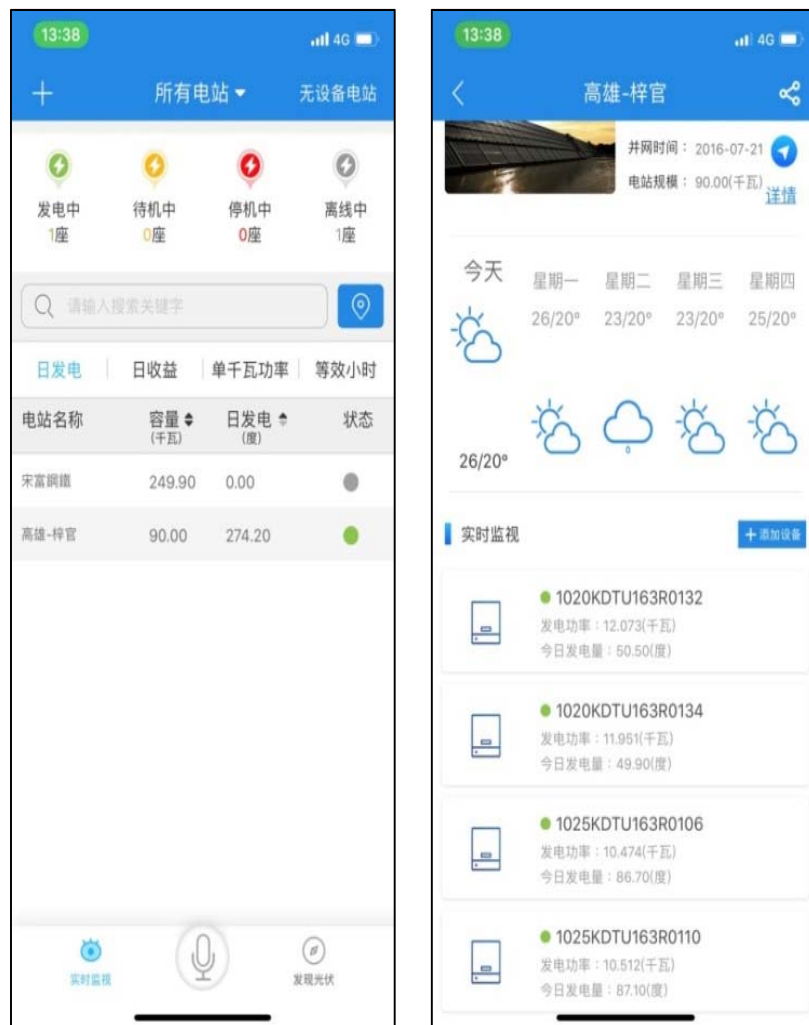 13:38
4G
所有电站
无设备电站
发电中
待机中
停机中
离线中
1座
0座
0座
1座
请输入搜索关键字
日发电
日收益
单千瓦功率
等效小时
电站名称
容量
日发电
状态
(千瓦)
(度)
宋富鋼鐵
249.90
0.00
高雄-梓官
90.00
274.20
实时监视
发现光伏
13:38
4G
高雄-梓官
并网时间：2016-07-21
电站规模：90.00(千瓦)
详情
今天
星期一
星期二
星期三
星期四
26/20°
23/20°
23/20°
25/20°
26/20°
实时监视
+ 添加设备
1020KDTU163R0132
发电功率：12.073(千瓦)
今日发电量：50.50(度)
1020KDTU163R0134
发电功率：11.951(千瓦)
今日发电量：49.90(度)
1025KDTU163R0106
发电功率：10.474(千瓦)
今日发电量：86.70(度)
1025KDTU163R0110
发电功率：10.512(千瓦)
今日发电量：87.10(度)